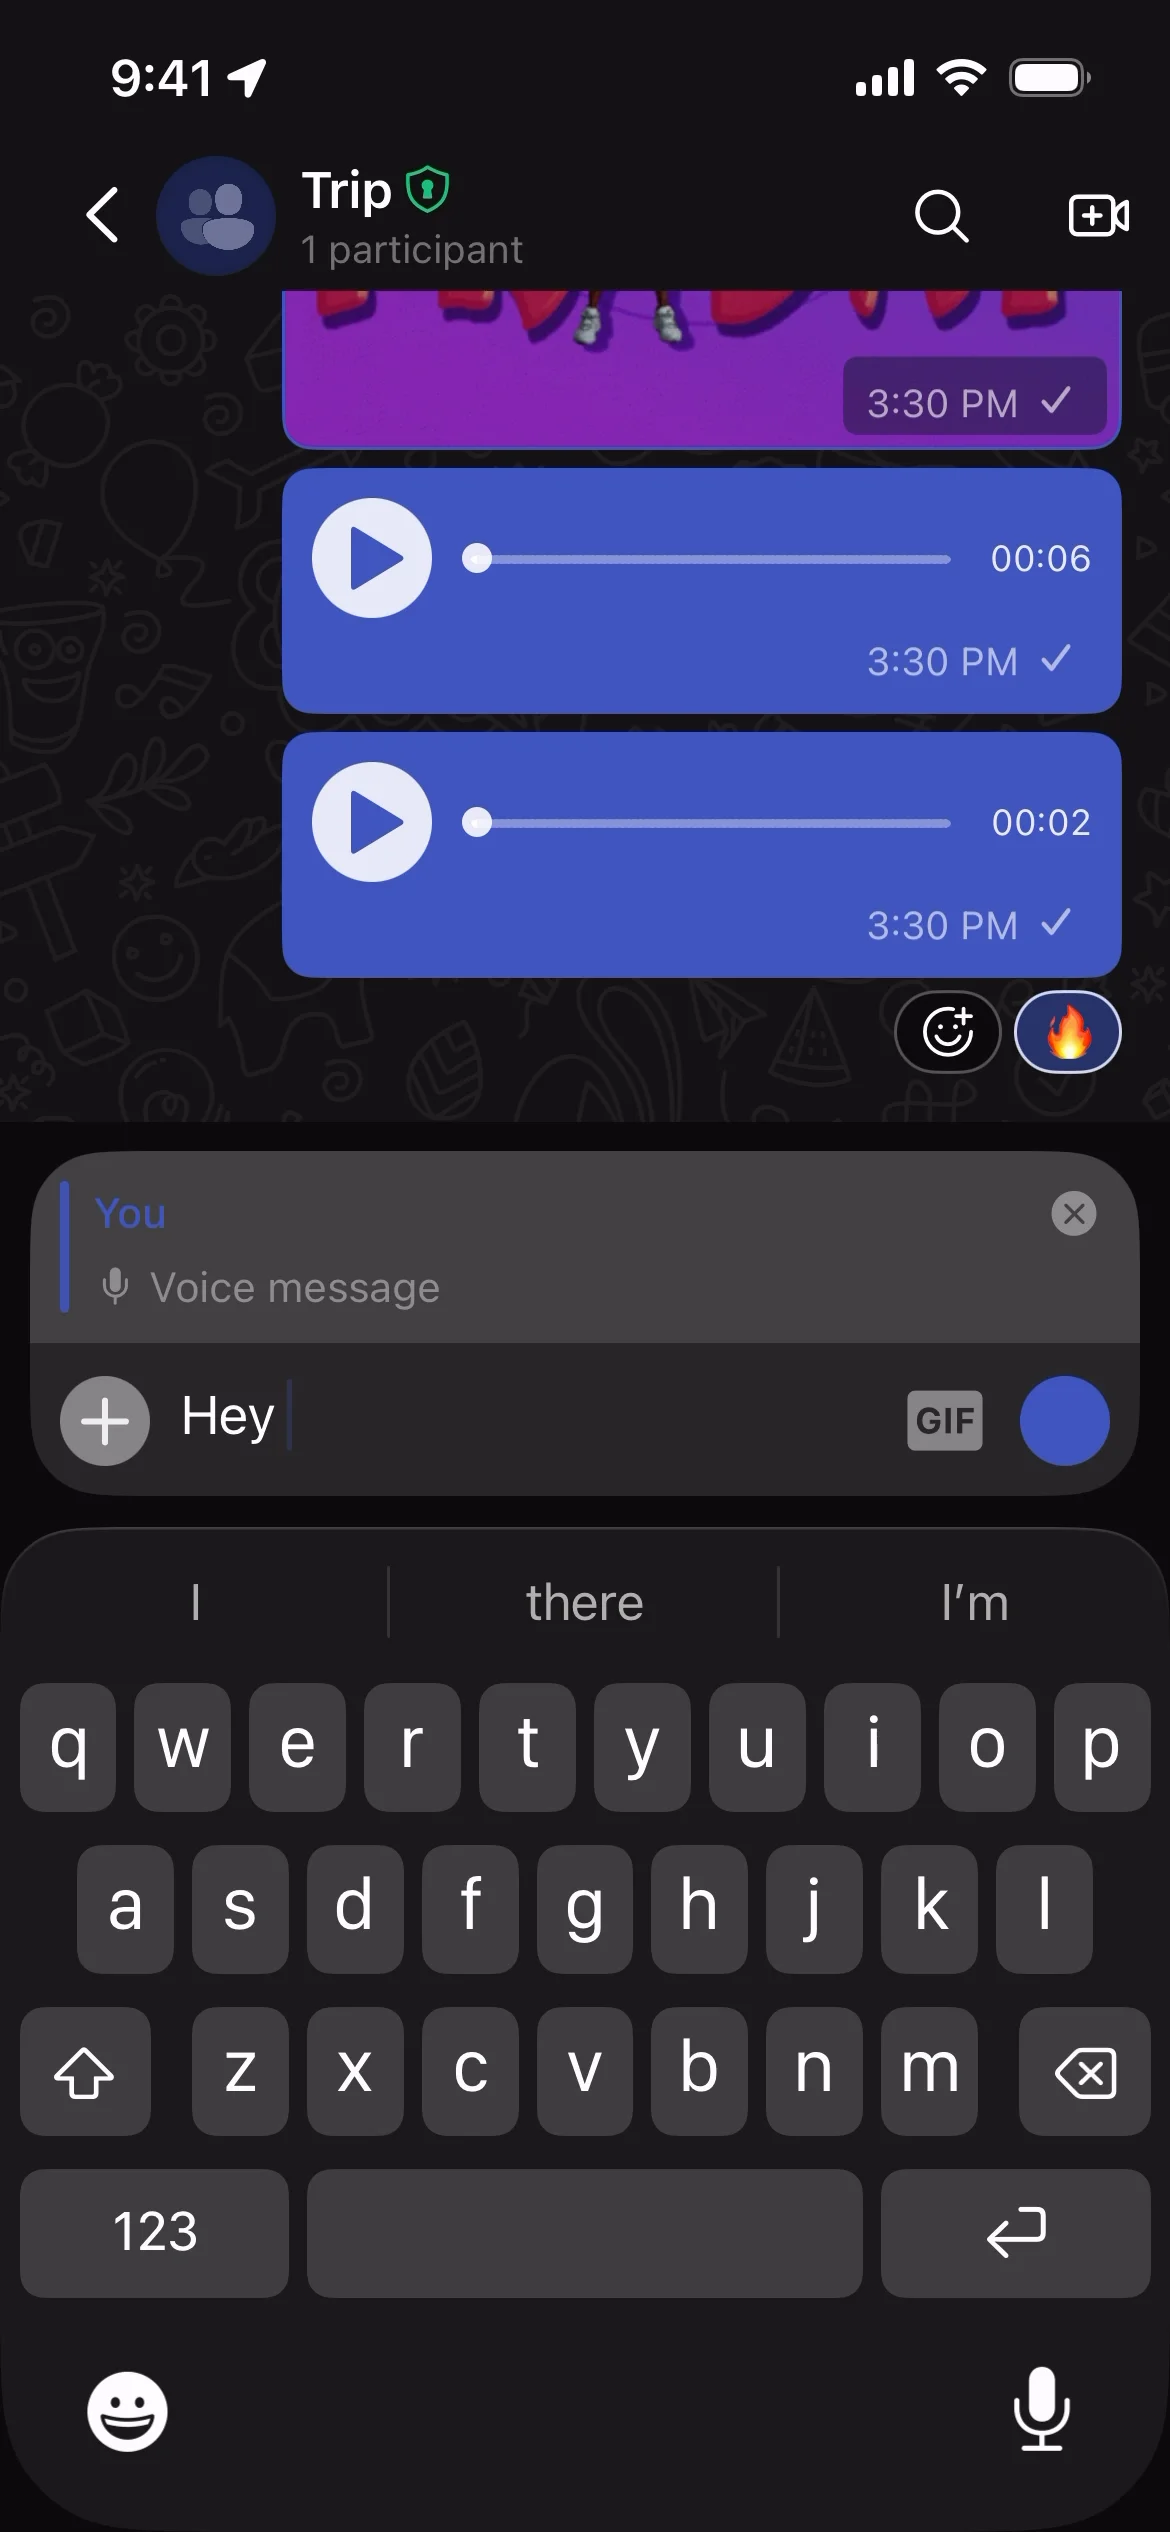 9:41
Trip
1 participant
3:30 PM
00:06
3:30 PM
00:02
3:30 PM
You
Voice message
Hey
GIF
I there I'm
q w e r t y u i o p
a s d f g h j k l
z x c v b n m
123